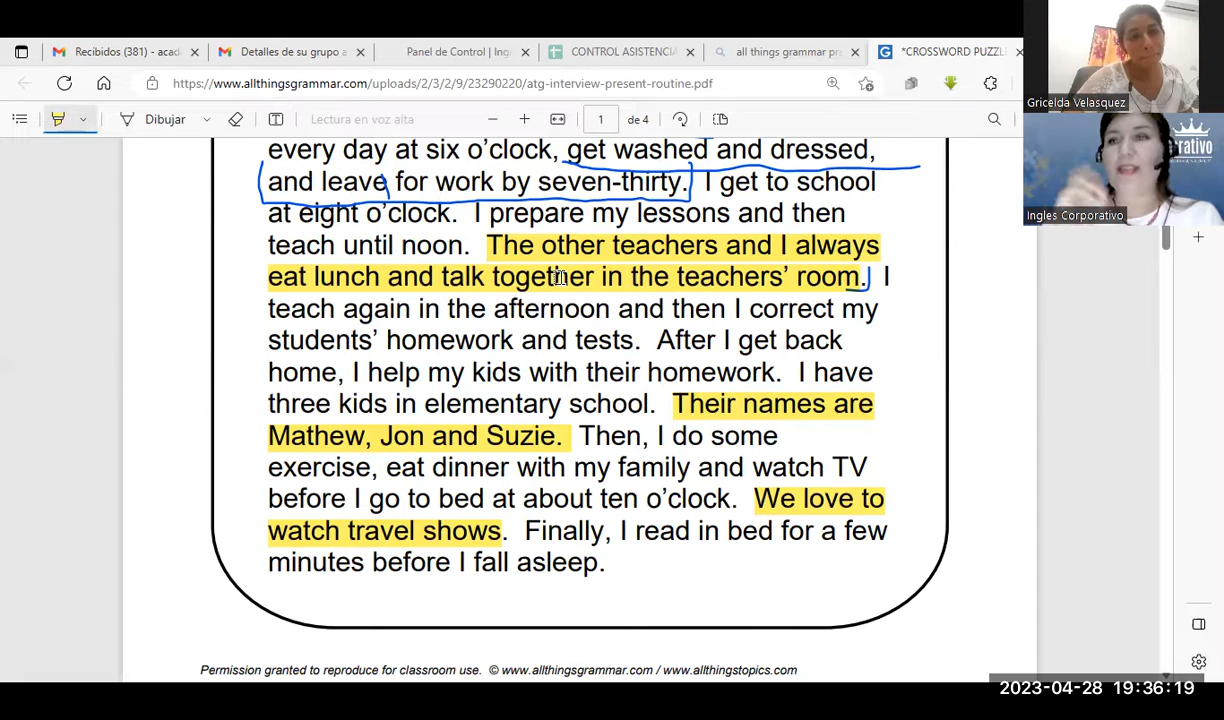 Recibidos (381) - acade
Detalles de su grupo a
Panel de Control | Ing
CONTROL ASISTENCIA
all things grammar pre
*CROSSWORD PUZZLE
https://www.allthingsgrammar.com/uploads/2/3/2/9/23290220/atg-interview-present-routine.pdf
Dibujar
Lectura en voz alta
1
de 4
Gricelda Velasquez
Ingles Corporativo
every day at six o’clock, get washed and dressed,
and leave for work by seven-thirty. I get to school
at eight o’clock. I prepare my lessons and then
teach until noon. The other teachers and I always
eat lunch and talk together in the teachers’ room. I
teach again in the afternoon and then I correct my
students’ homework and tests. After I get back
home, I help my kids with their homework. I have
three kids in elementary school. Their names are
Mathew, Jon and Suzie. Then, I do some
exercise, eat dinner with my family and watch TV
before I go to bed at about ten o’clock. We love to
watch travel shows. Finally, I read in bed for a few
minutes before I fall asleep.
Permission granted to reproduce for classroom use. © www.allthingsgrammar.com / www.allthingstopics.com
2023-04-28 19:36:19